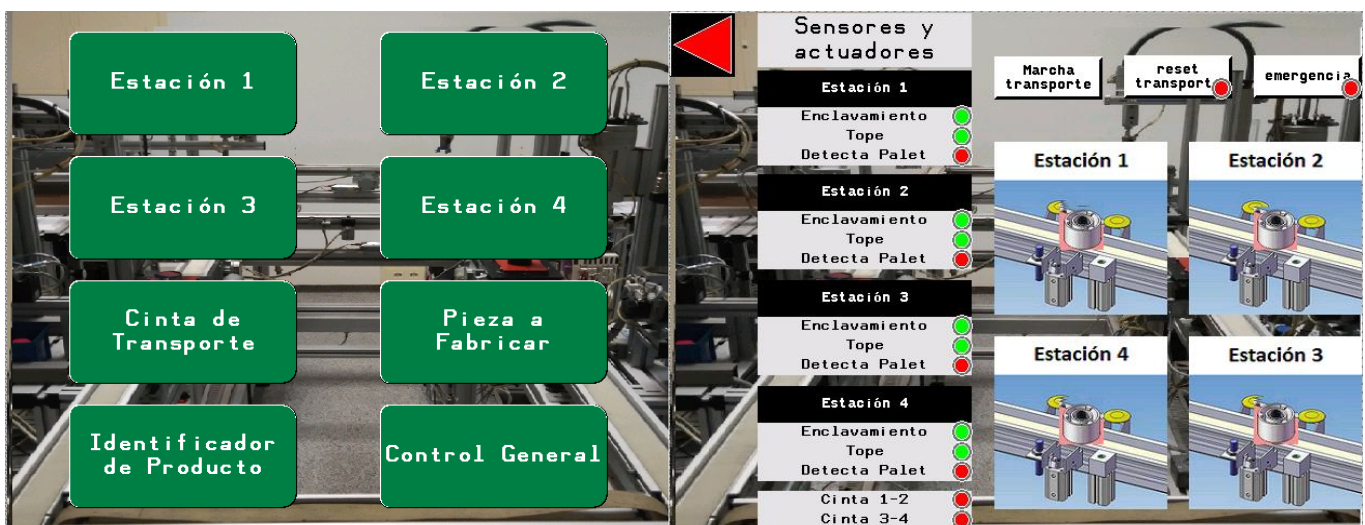 Estación 1
Estación 2
Estación 3
Estación 4
Cinta de
Transporte
Pieza a
Fabricar
Identificador
de Producto
Control General
Sensores y
actuadores
Estación 1
Enclavamiento
Tope
Detecta Palet
Estación 2
Enclavamiento
Tope
Detecta Palet
Estación 3
Enclavamiento
Tope
Detecta Palet
Estación 4
Enclavamiento
Tope
Detecta Palet
Cinta 1-2
Cinta 3-4
Marcha
transporte
reset
transport
emergencia
Estación 1
Estación 2
Estación 4
Estación 3